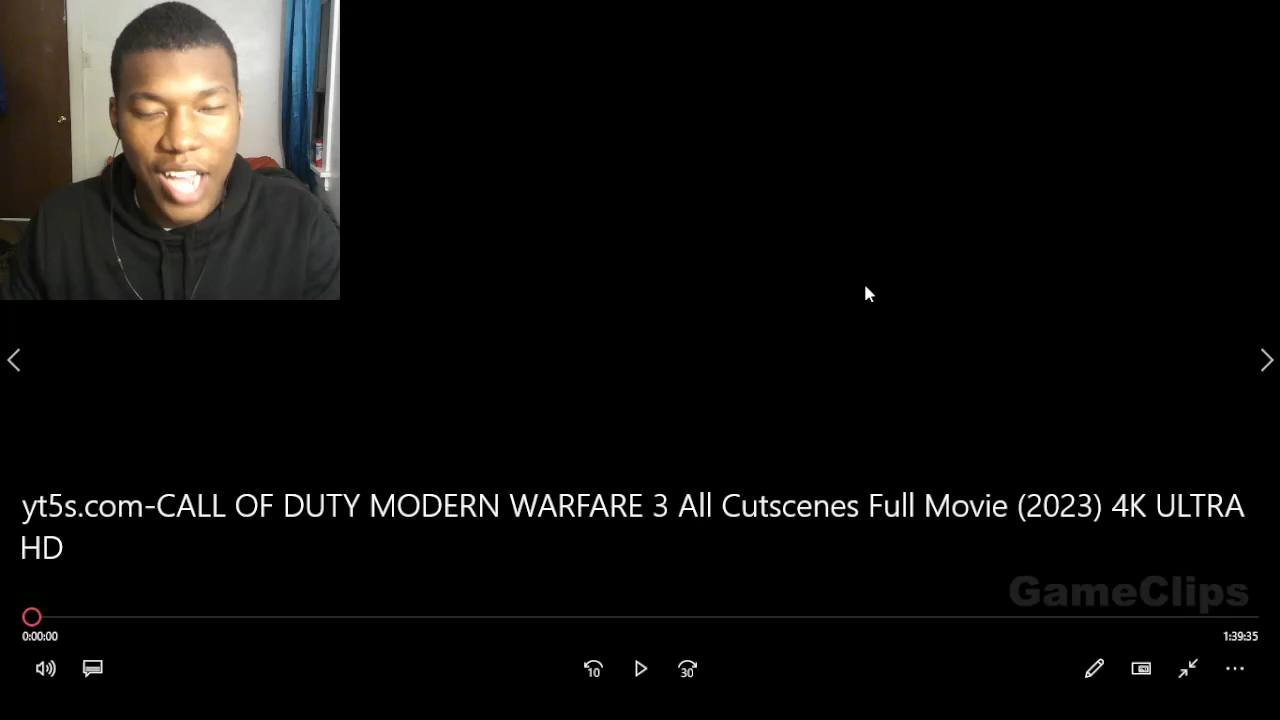 yt5s.com-CALL OF DUTY MODERN WARFARE 3 All Cutscenes Full Movie (2023) 4K ULTRA
HD
GameClips
0:00:00
1:39:35
10
30